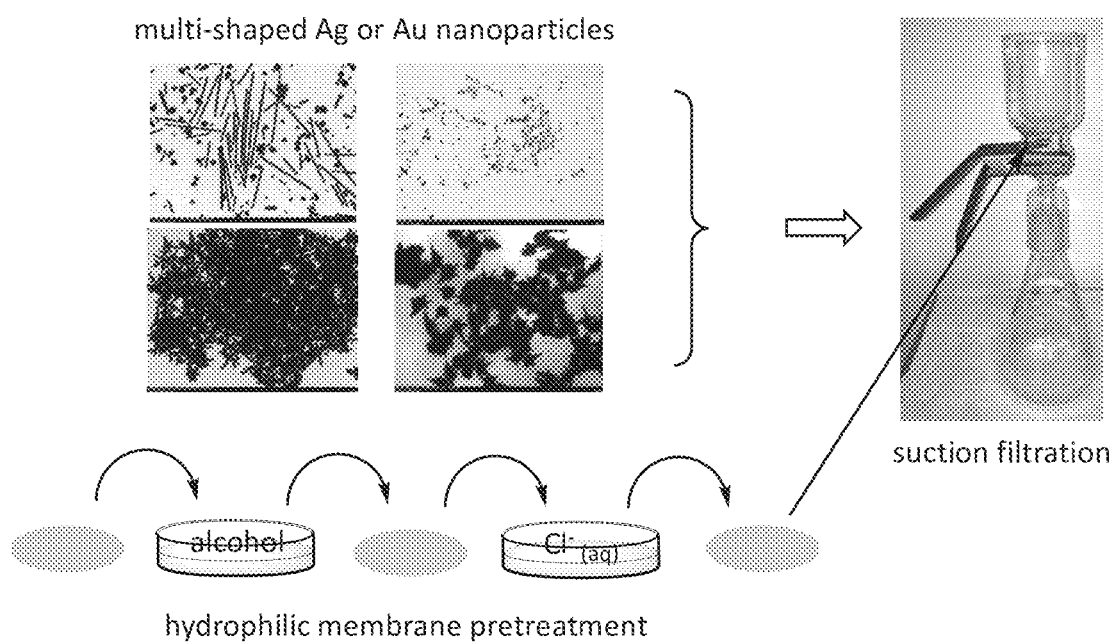 multi-shaped Ag or Au nanoparticles
suction filtration
alcohol
Cl- (aq)
hydrophilic membrane pretreatment